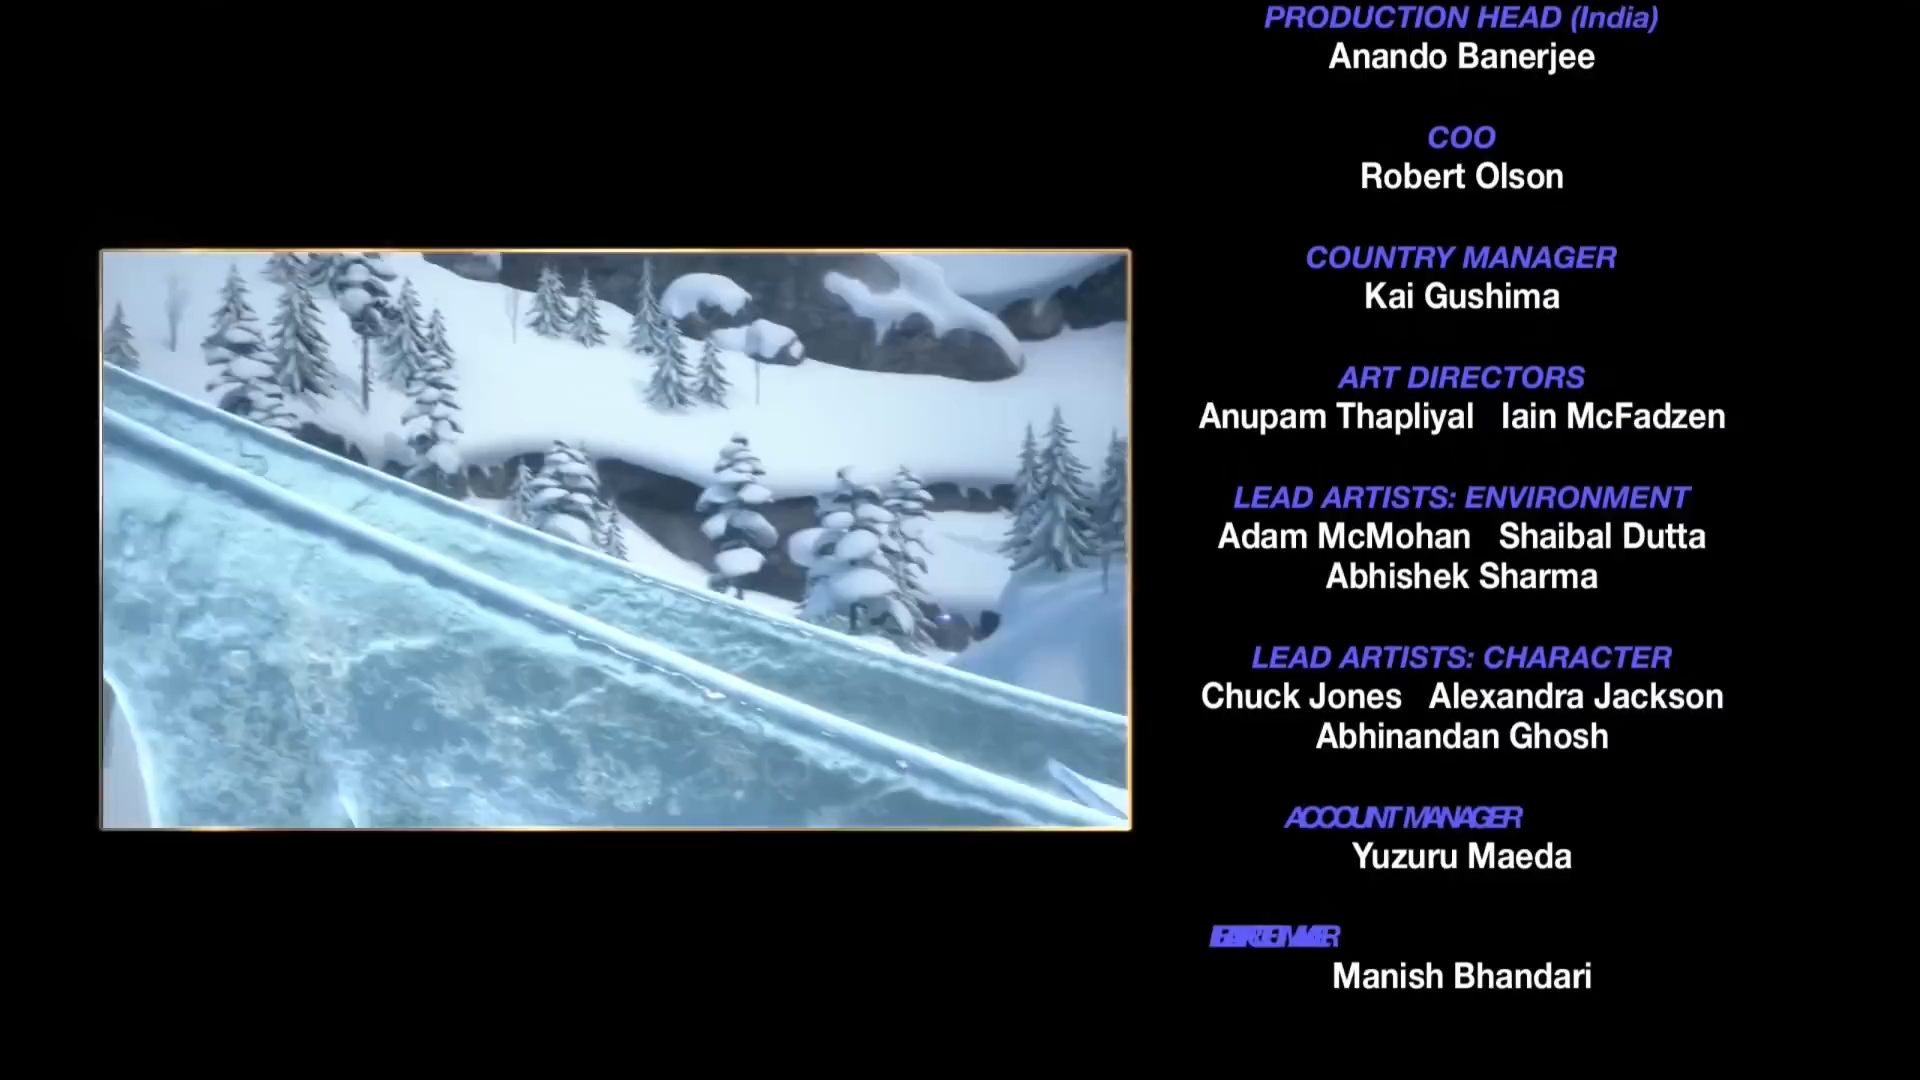 PRODUCTION HEAD (India)
Anando Banerjee
COO
Robert Olson
COUNTRY MANAGER
Kai Gushima
ART DIRECTORS
Anupam Thapliyal Iain McFadzen
LEAD ARTISTS: ENVIRONMENT
Adam McMohan Shaibal Dutta
Abhishek Sharma
LEAD ARTISTS: CHARACTER
Chuck Jones Alexandra Jackson
Abhinandan Ghosh
ACCOUNT MANAGER
Yuzuru Maeda
Manish Bhandari